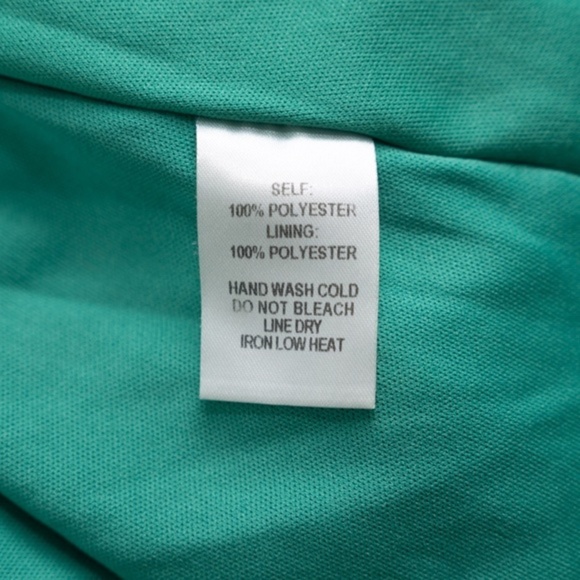 SELF:
100% POLYESTER
LINING:
100% POLYESTER
HAND WASH COLD
DO NOT BLEACH
LINE DRY
IRON LOW HEAT